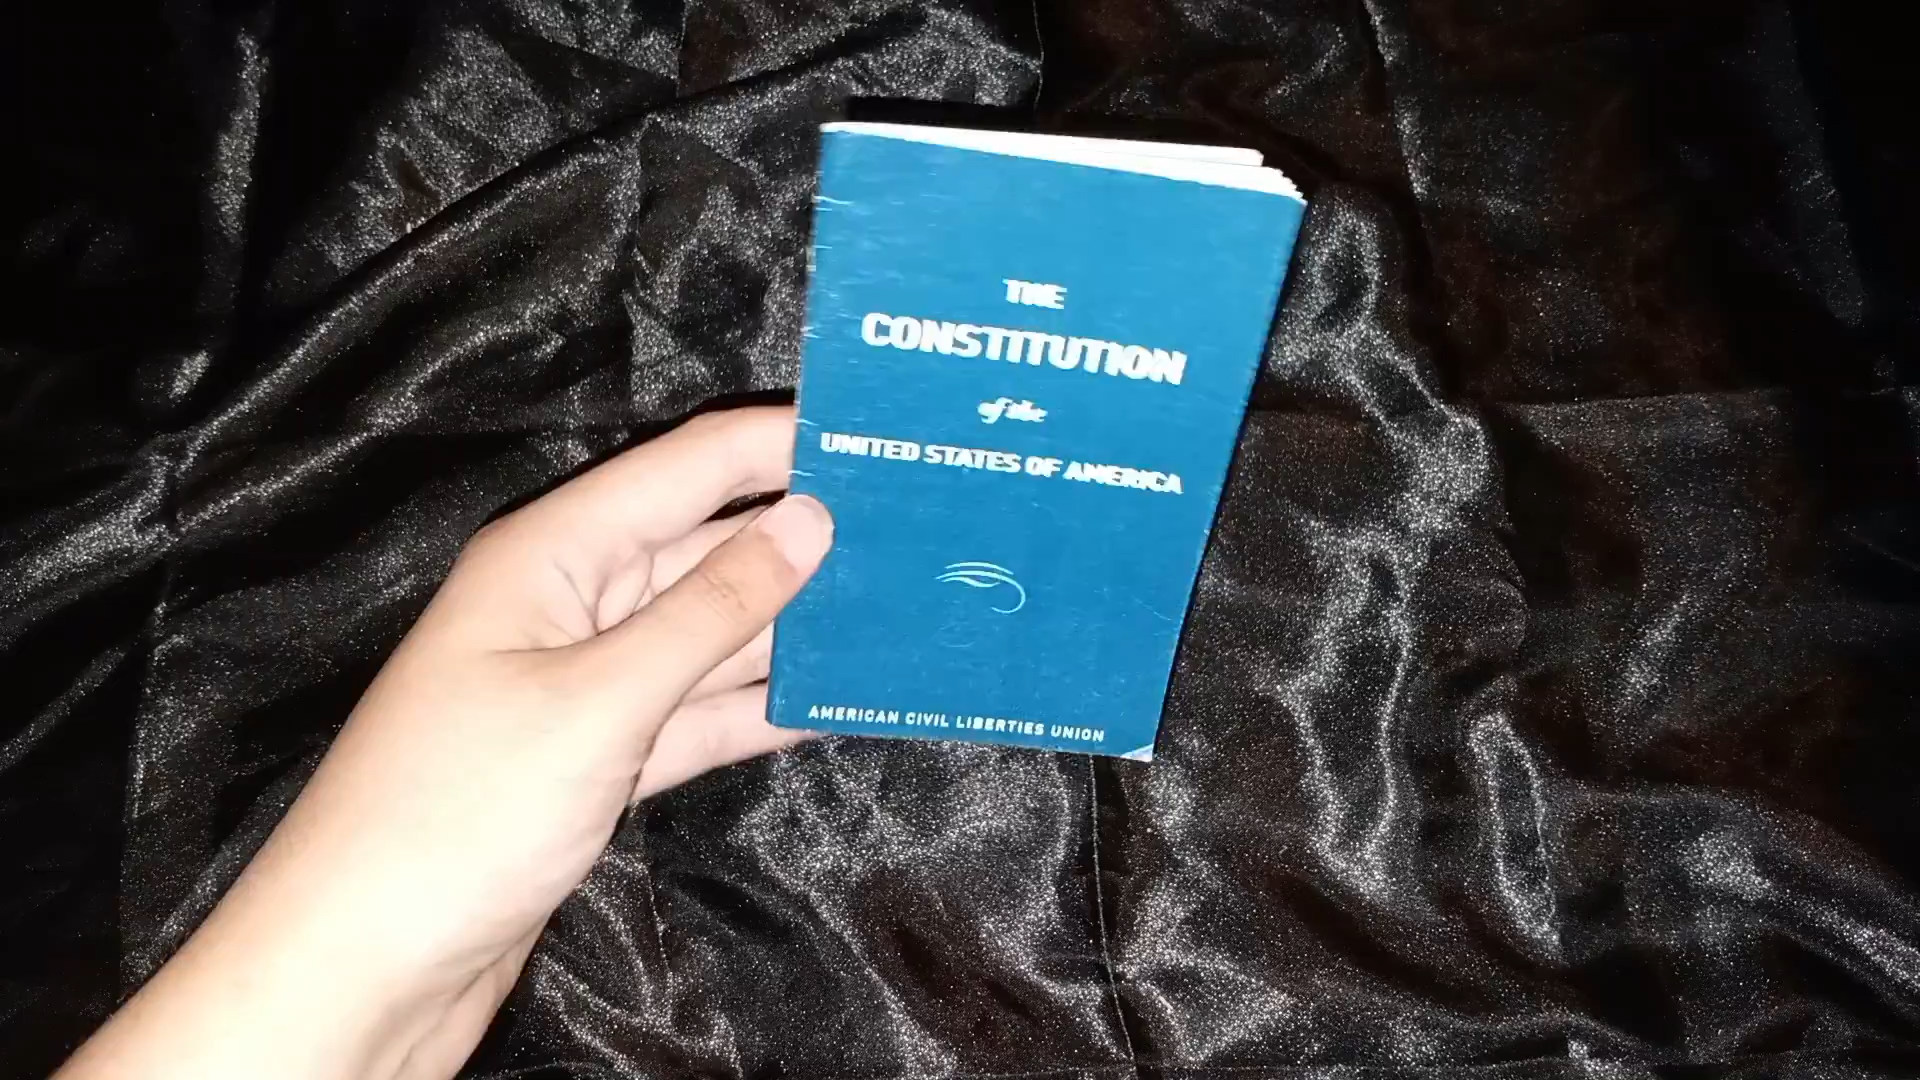 THE
CONSTITUTION
of the
UNITED STATES OF AMERICA
AMERICAN CIVIL LIBERTIES UNION